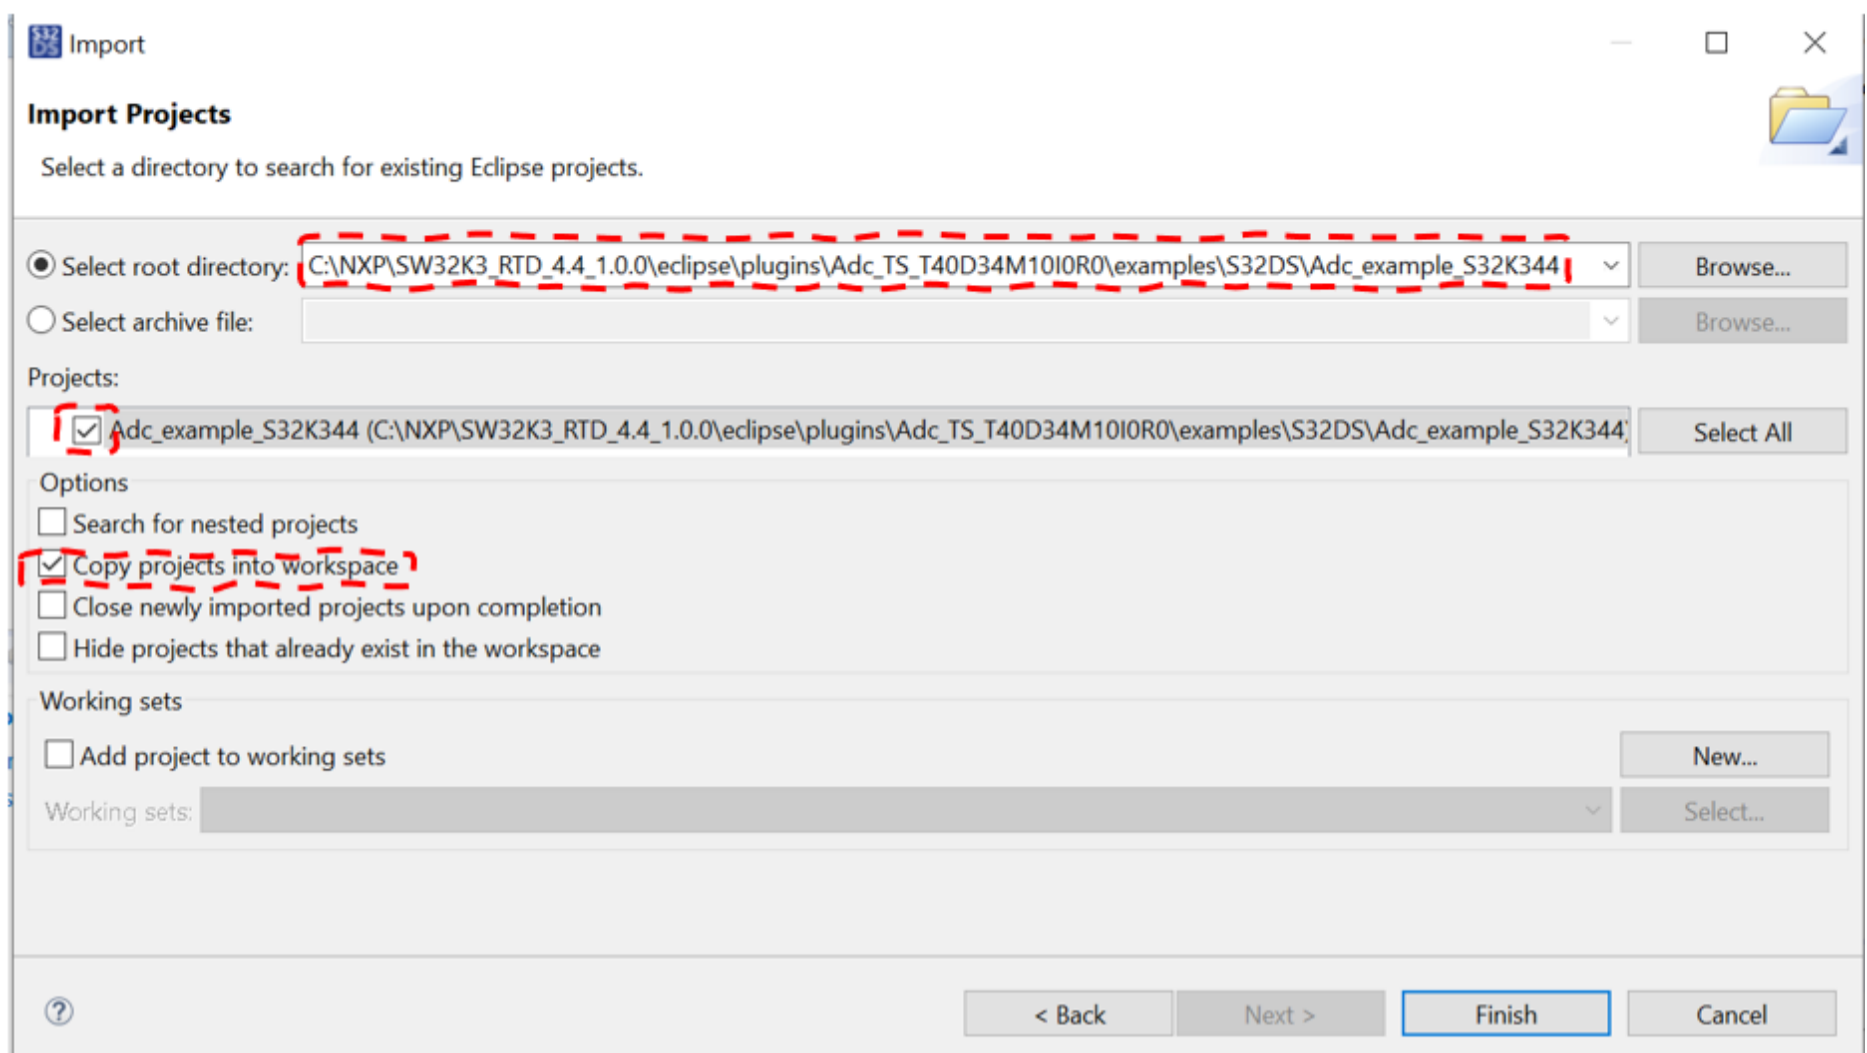 S32
DS
Import
Import Projects
Select a directory to search for existing Eclipse projects.
Select root directory: C:\NXP\SW32K3_RTD_4.4_1.0.0\eclipse\plugins\Adc_TS_T40D34M10I0R0\examples\S32DS\Adc_example_S32K344 Browse...
Select archive file: Browse...
Projects:
Adc_example_S32K344 (C:\NXP\SW32K3_RTD_4.4_1.0.0\eclipse\plugins\Adc_TS_T40D34M10I0R0\examples\S32DS\Adc_example_S32K344) Select All
Options
Search for nested projects
Copy projects into workspace
Close newly imported projects upon completion
Hide projects that already exist in the workspace
Working sets
Add project to working sets New...
Working sets: Select...
? < Back Next > Finish Cancel